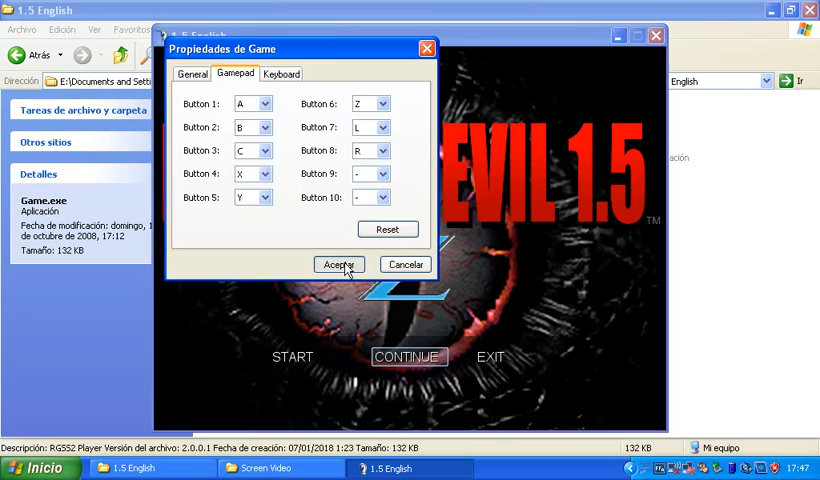 1.5 English
Archivo Edición Ver Favoritos
Atrás
Dirección E:\Documents and Setti
English
Ir
Tareas de archivo y carpeta
Otros sitios
Detalles
Game.exe
Aplicación
Fecha de modificación: domingo, 1
de octubre de 2008, 17:12
Tamaño: 132 KB
Propiedades de Game
General Gamepad Keyboard
Button 1: A Button 6: Z
Button 2: B Button 7: L
Button 3: C Button 8: R
Button 4: X Button 9: -
Button 5: Y Button 10: -
Reset
Aceptar Cancelar
EVIL 1.5
TM
START CONTINUE EXIT
Descripción: RGSS2 Player Versión del archivo: 2.0.0.1 Fecha de creación: 07/01/2018 1:23 Tamaño: 132 KB
132 KB
Mi equipo
Inicio
1.5 English
Screen Video
1.5 English
17:47